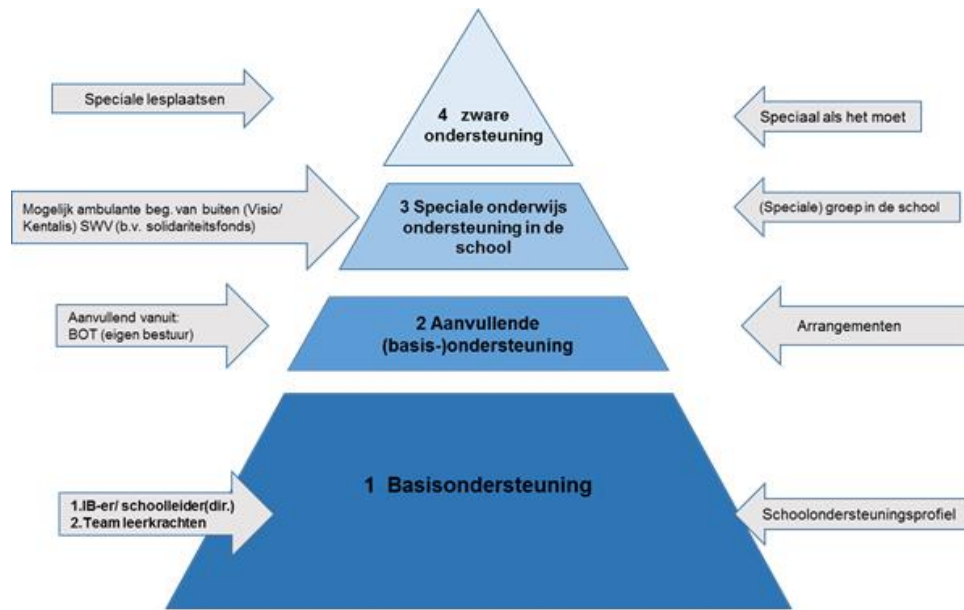 4 zware
ondersteuning
Speciale lesplaatsen
Speciaal als het moet
3 Speciale onderwijs
ondersteuning in de
school
Mogelijk ambulante beg. van buiten (Visio/
Kentalis) SWV (b.v. solidariteitsfonds)
(Speciale) groep in de school
2 Aanvullende
(basis-)ondersteuning
Aanvullend vanuit:
BOT (eigen bestuur)
Arrangementen
1 Basisondersteuning
1.IB-er/ schoolleider(dir.)
2.Team leerkrachten
Schoolondersteuningsprofiel